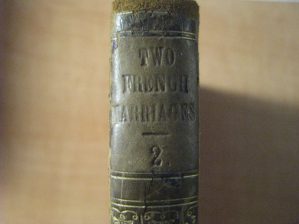 TWO
FRENCH
MARRIAGES
2